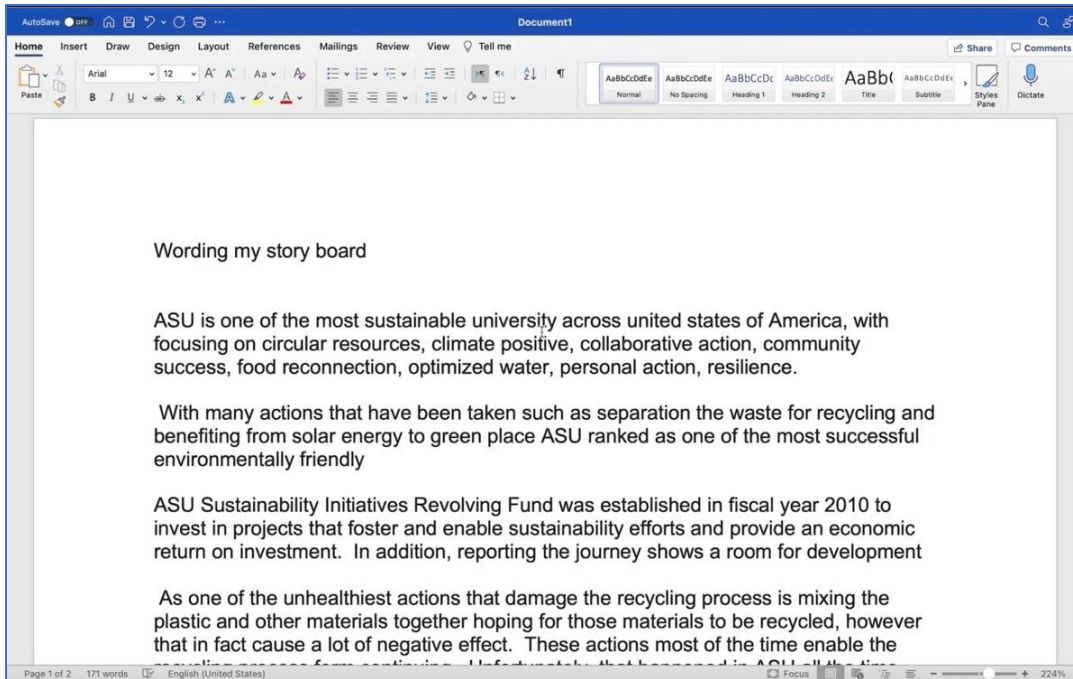 AutoSave OFF Document1
Home Insert Draw Design Layout References Mailings Review View Tell me Share Comments
Paste Arial 12 A A Aa A AaBbCcDdEe AaBbCcDdEe AaBbCcDc AaBbCcDdEe AaBb( AaBbCcDdEe Styles Pane Dictate
B I U ab x, x² A A Normal No Spacing Heading 1 Heading 2 Title Subtitle
Wording my story board
ASU is one of the most sustainable university across united states of America, with
focusing on circular resources, climate positive, collaborative action, community
success, food reconnection, optimized water, personal action, resilience.
With many actions that have been taken such as separation the waste for recycling and
benefiting from solar energy to green place ASU ranked as one of the most successful
environmentally friendly
ASU Sustainability Initiatives Revolving Fund was established in fiscal year 2010 to
invest in projects that foster and enable sustainability efforts and provide an economic
return on investment.  In addition, reporting the journey shows a room for development
As one of the unhealthiest actions that damage the recycling process is mixing the
plastic and other materials together hoping for those materials to be recycled, however
that in fact cause a lot of negative effect.  These actions most of the time enable the
Page 1 of 2 171 words English (United States) Focus 224%